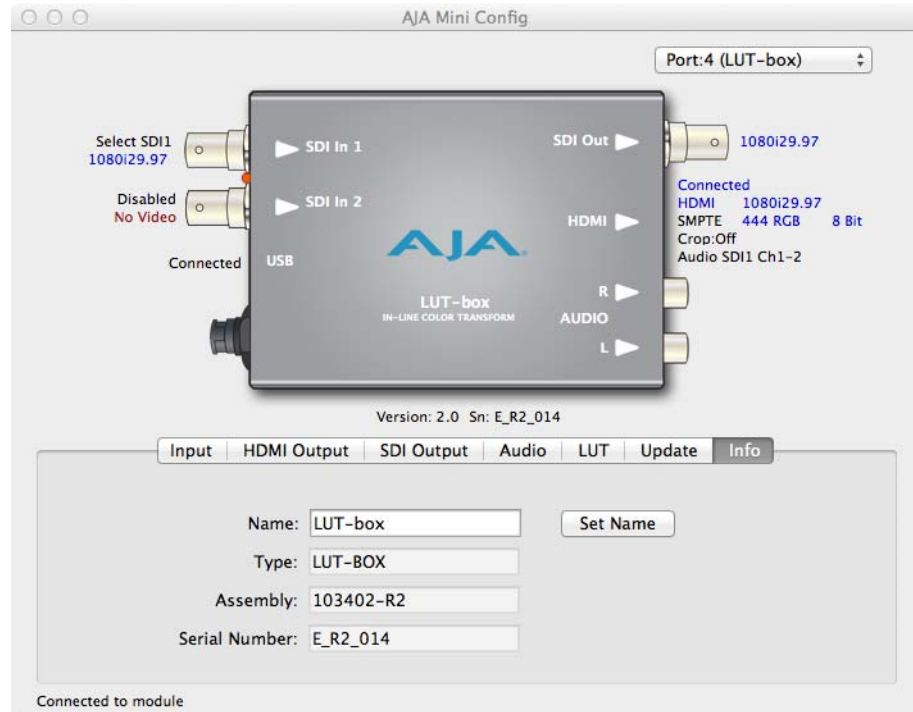 AJA Mini Config
Port:4 (LUT-box)
Select SDI1
1080i29.97
SDI In 1
SDI Out
1080i29.97
Disabled
No Video
SDI In 2
Connected
HDMI 1080i29.97
HDMI
SMPTE 444 RGB 8 Bit
Crop:Off
Audio SDI1 Ch1-2
Connected
USB
AJA
LUT-box
IN-LINE COLOR TRANSFORM
R
AUDIO
L
Version: 2.0 Sn: E_R2_014
Input HDMI Output SDI Output Audio LUT Update Info
Name: LUT-box Set Name
Type: LUT-BOX
Assembly: 103402-R2
Serial Number: E_R2_014
Connected to module